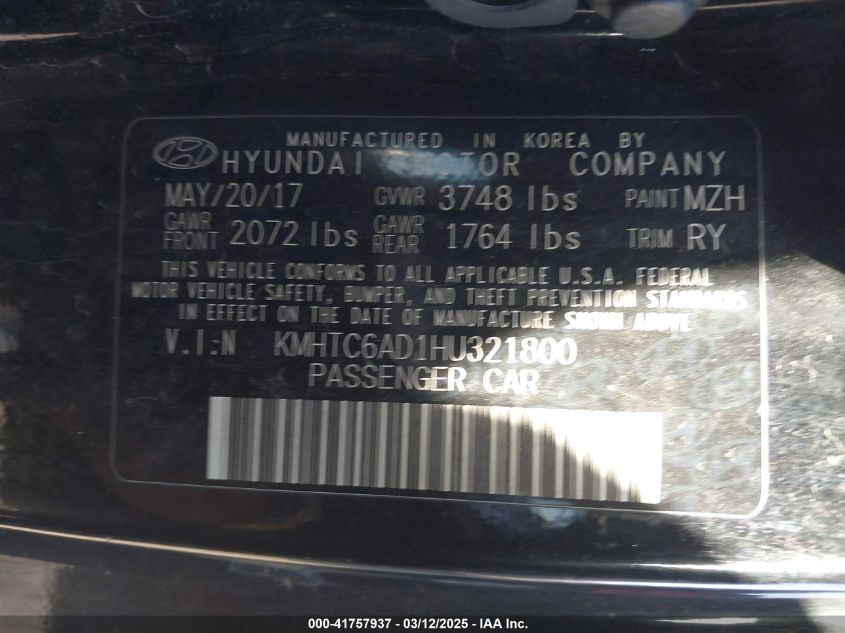 MANUFACTURED IN KOREA BY
HYUNDAI MOTOR COMPANY
MAY/20/17 GVWR 3748 lbs PAINT MZH
GAWR FRONT 2072 lbs GAWR REAR 1764 lbs TRIM RY
THIS VEHICLE CONFORMS TO ALL APPLICABLE U.S.A. FEDERAL
MOTOR VEHICLE SAFETY, BUMPER, AND THEFT PREVENTION STANDARDS
IN EFFECT ON THE DATE OF MANUFACTURE SHOWN ABOVE.
V.I.N KMHTC6AD1HU321800
PASSENGER CAR
000-41757937 - 03/12/2025 - IAA Inc.